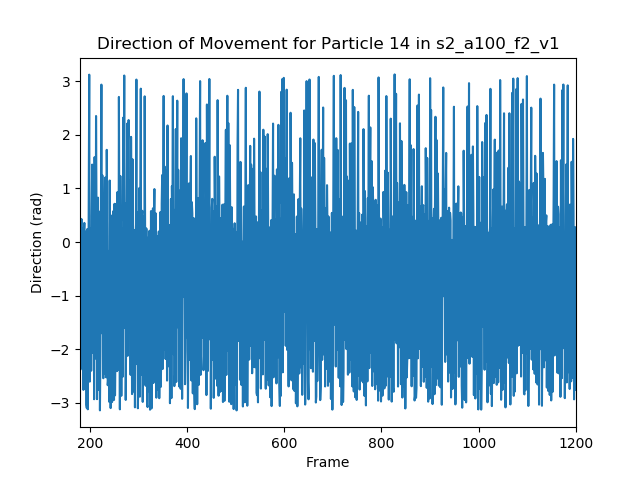 Direction of Movement for Particle 14 in s2_a100_f2_v1
3
2
1
0
−1
−2
−3
Direction (rad)
200 400 600 800 1000 1200
Frame